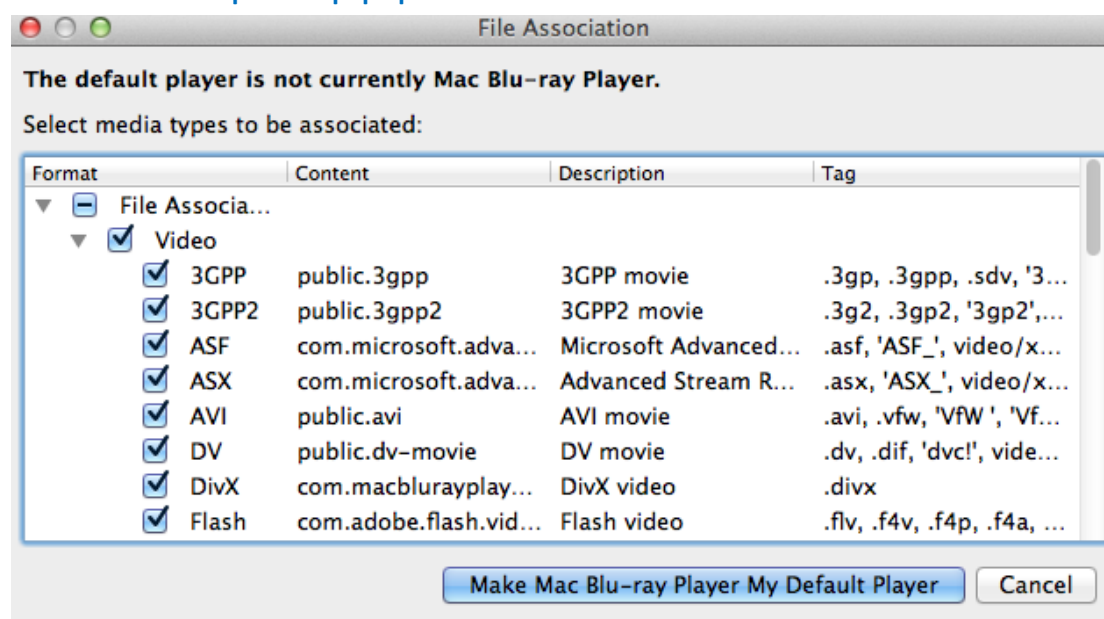 File Association
The default player is not currently Mac Blu-ray Player.
Select media types to be associated:
Format Content Description Tag
File Associa...
Video
3GPP public.3gpp 3GPP movie .3gp, .3gpp, .sdv, '3...
3GPP2 public.3gpp2 3GPP2 movie .3g2, .3gp2, '3gp2',...
ASF com.microsoft.adva... Microsoft Advanced... .asf, 'ASF_', video/x...
ASX com.microsoft.adva... Advanced Stream R... .asx, 'ASX_', video/x...
AVI public.avi AVI movie .avi, .vfw, 'VfW ', 'Vf...
DV public.dv-movie DV movie .dv, .dif, 'dvc!', vide...
DivX com.macblurayplay... DivX video .divx
Flash com.adobe.flash.vid... Flash video .flv, .f4v, .f4p, .f4a, ...
Make Mac Blu-ray Player My Default Player Cancel